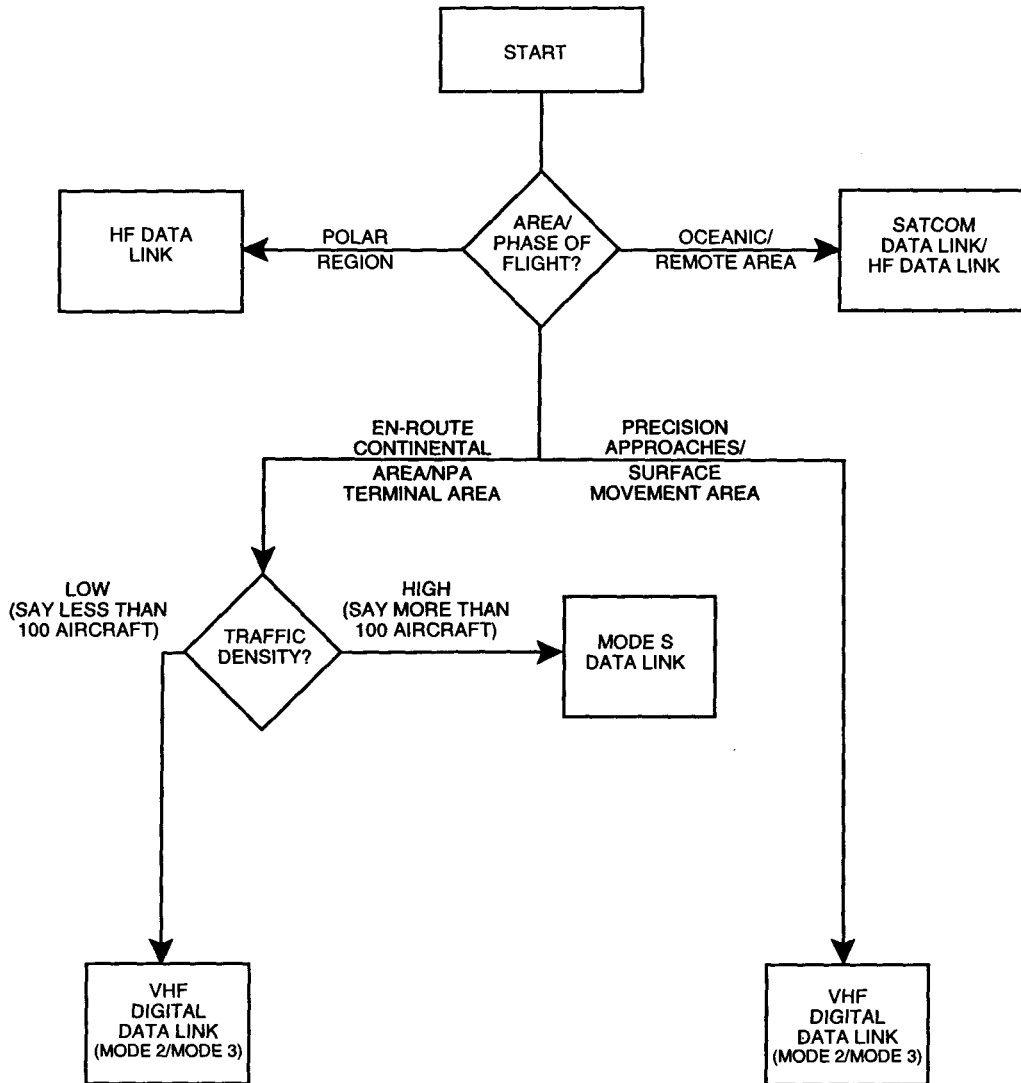 START
AREA/
PHASE OF
FLIGHT?
HF DATA
LINK
POLAR
REGION
OCEANIC/
REMOTE AREA
SATCOM
DATA LINK/
HF DATA LINK
EN-ROUTE
CONTINENTAL
AREA/NPA
TERMINAL AREA
PRECISION
APPROACHES/
SURFACE
MOVEMENT AREA
LOW
(SAY LESS THAN
100 AIRCRAFT)
TRAFFIC
DENSITY?
HIGH
(SAY MORE THAN
100 AIRCRAFT)
MODE S
DATA LINK
VHF
DIGITAL
DATA LINK
(MODE 2/MODE 3)
VHF
DIGITAL
DATA LINK
(MODE 2/MODE 3)